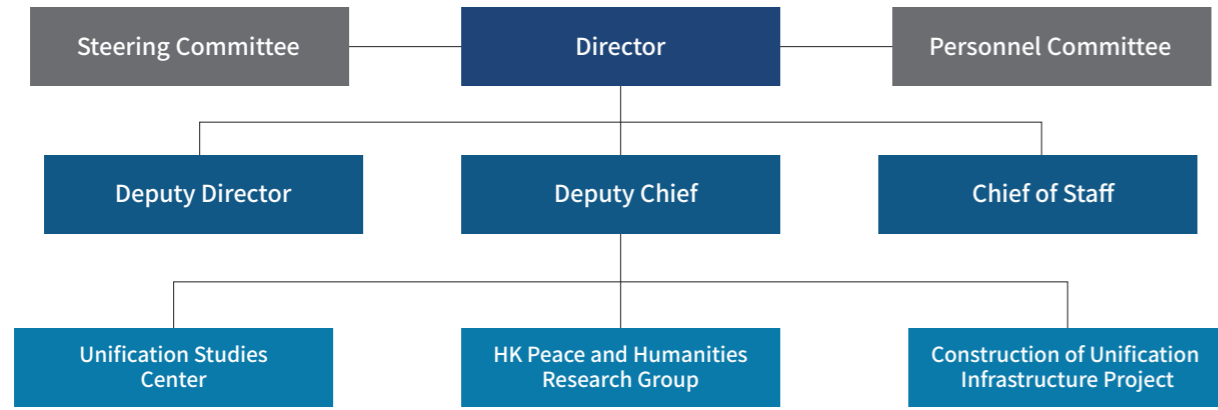 Steering Committee
Director
Personnel Committee
Deputy Director
Deputy Chief
Chief of Staff
Unification Studies
Center
HK Peace and Humanities
Research Group
Construction of Unification
Infrastructure Project